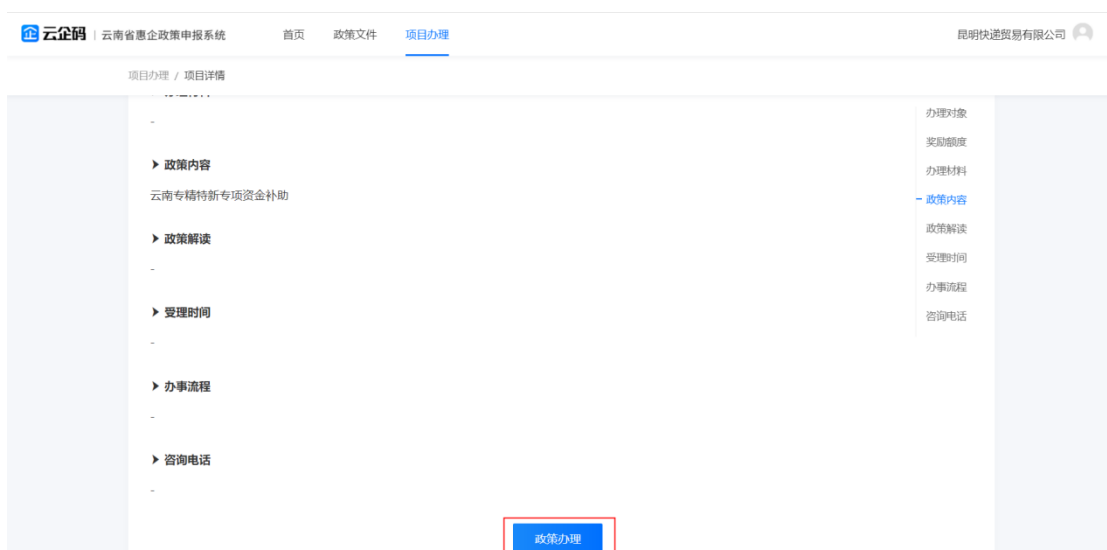 云企码 云南省惠企政策申报系统 首页 政策文件 项目办理 昆明快递贸易有限公司
项目办理 / 项目详情
-
政策内容
云南专精特新专项资金补助
政策解读
-
受理时间
-
办事流程
-
咨询电话
-
政策办理
办理对象
奖励额度
办理材料
政策内容
政策解读
受理时间
办事流程
咨询电话